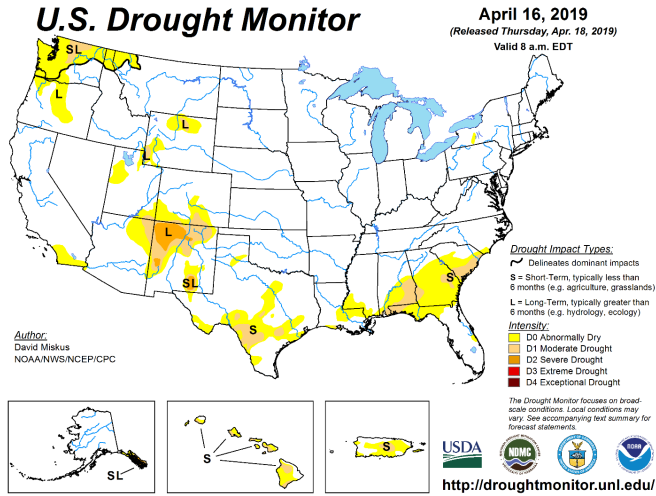 U.S. Drought Monitor
April 16, 2019
(Released Thursday, Apr. 18, 2019)
Valid 8 a.m. EDT
SL
L
L
L
L
SL
S
S
Drought Impact Types:
Delineates dominant impacts
S = Short-Term, typically less than
6 months (e.g. agriculture, grasslands)
L = Long-Term, typically greater than
6 months (e.g. hydrology, ecology)
Intensity:
D0 Abnormally Dry
D1 Moderate Drought
D2 Severe Drought
D3 Extreme Drought
D4 Exceptional Drought
Author:
David Miskus
NOAA/NWS/NCEP/CPC
The Drought Monitor focuses on broad-
scale conditions. Local conditions may
vary. See accompanying text summary for
forecast statements.
SL
S
S
USDA
NDMC
NOAA
http://droughtmonitor.unl.edu/